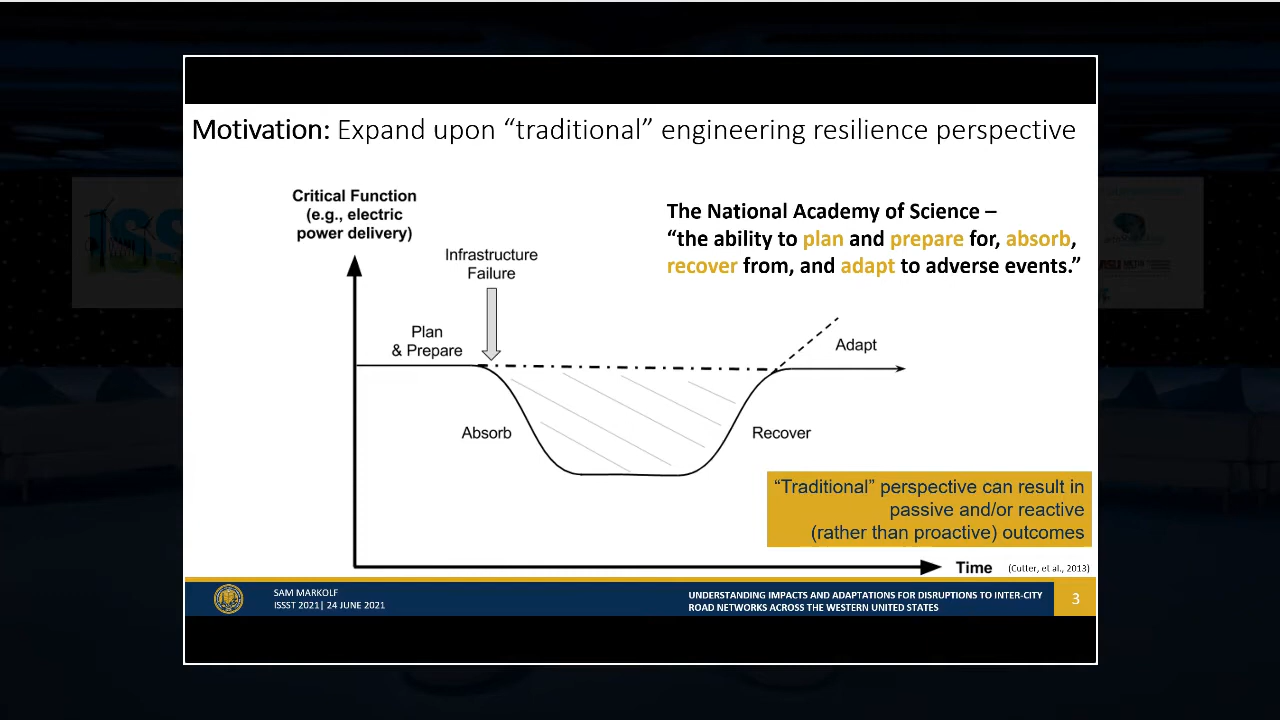 Motivation: Expand upon “traditional” engineering resilience perspective
Critical Function
(e.g., electric
power delivery)
Infrastructure
Failure
The National Academy of Science –
“the ability to plan and prepare for, absorb,
recover from, and adapt to adverse events.”
Plan
& Prepare
Adapt
Absorb
Recover
“Traditional” perspective can result in
passive and/or reactive
(rather than proactive) outcomes
Time
(Cutter, et al., 2013)
SAM MARKOLF
ISSST 2021| 24 JUNE 2021
UNDERSTANDING IMPACTS AND ADAPTATIONS FOR DISRUPTIONS TO INTER-CITY
ROAD NETWORKS ACROSS THE WESTERN UNITED STATES
3